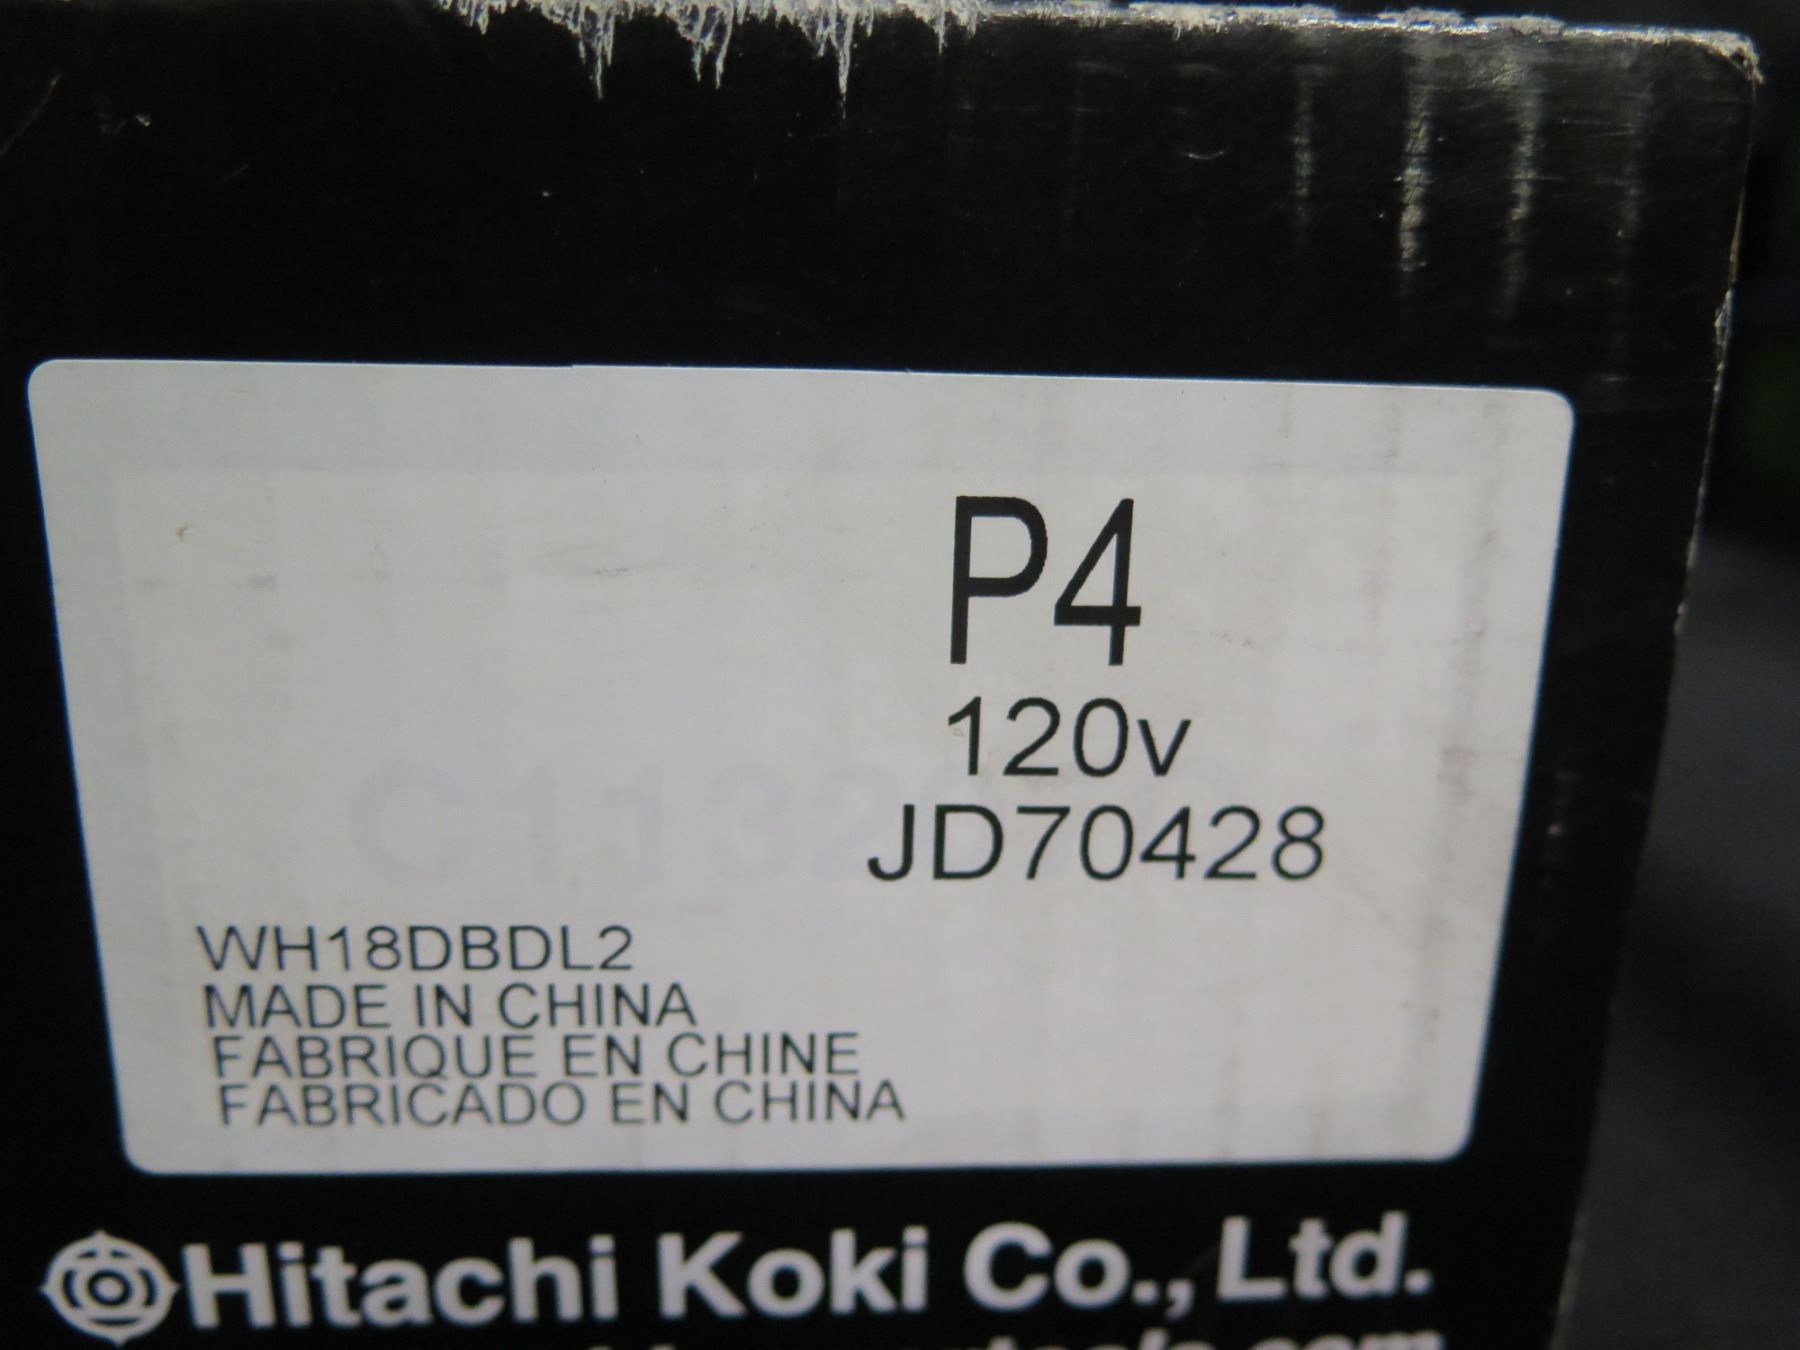 P4
120v
JD70428
WH18DBDL2
MADE IN CHINA
FABRIQUE EN CHINE
FABRICADO EN CHINA
Hitachi Koki Co., Ltd.